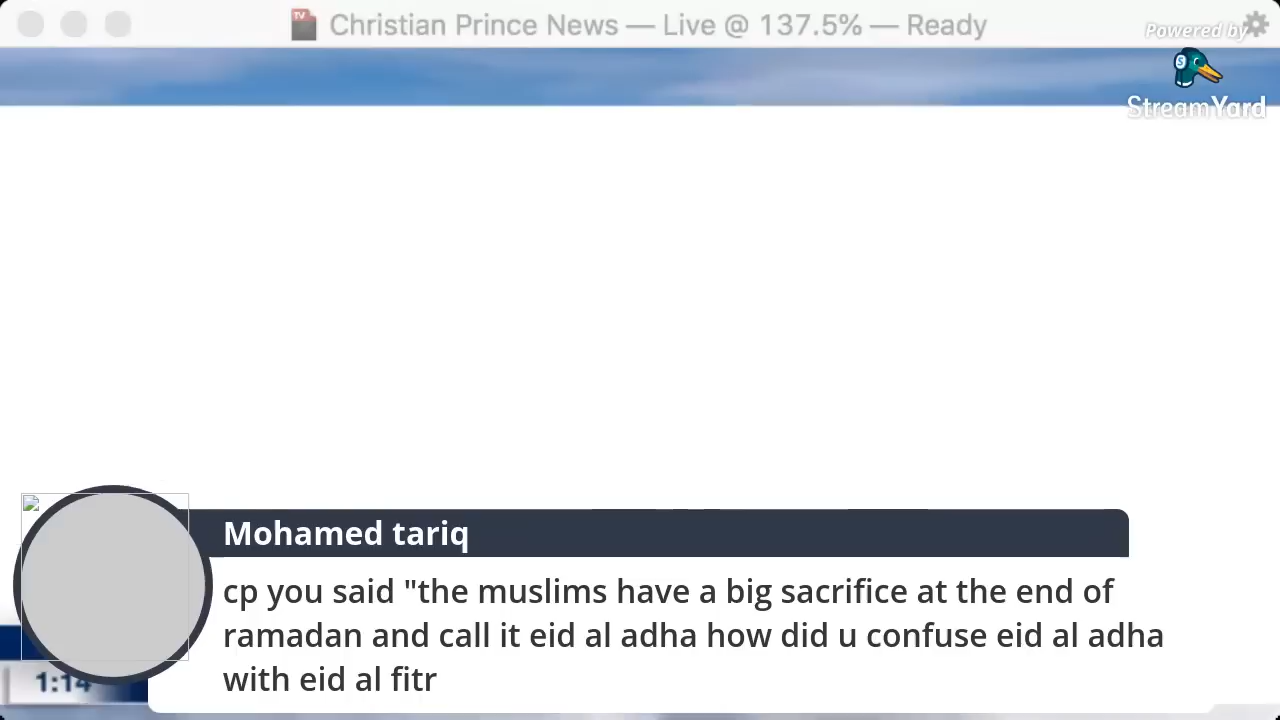 Christian Prince News — Live @ 137.5% — Ready
Powered by
StreamYard
Mohamed tariq
cp you said "the muslims have a big sacrifice at the end of
ramadan and call it eid al adha how did u confuse eid al adha
with eid al fitr
1:14